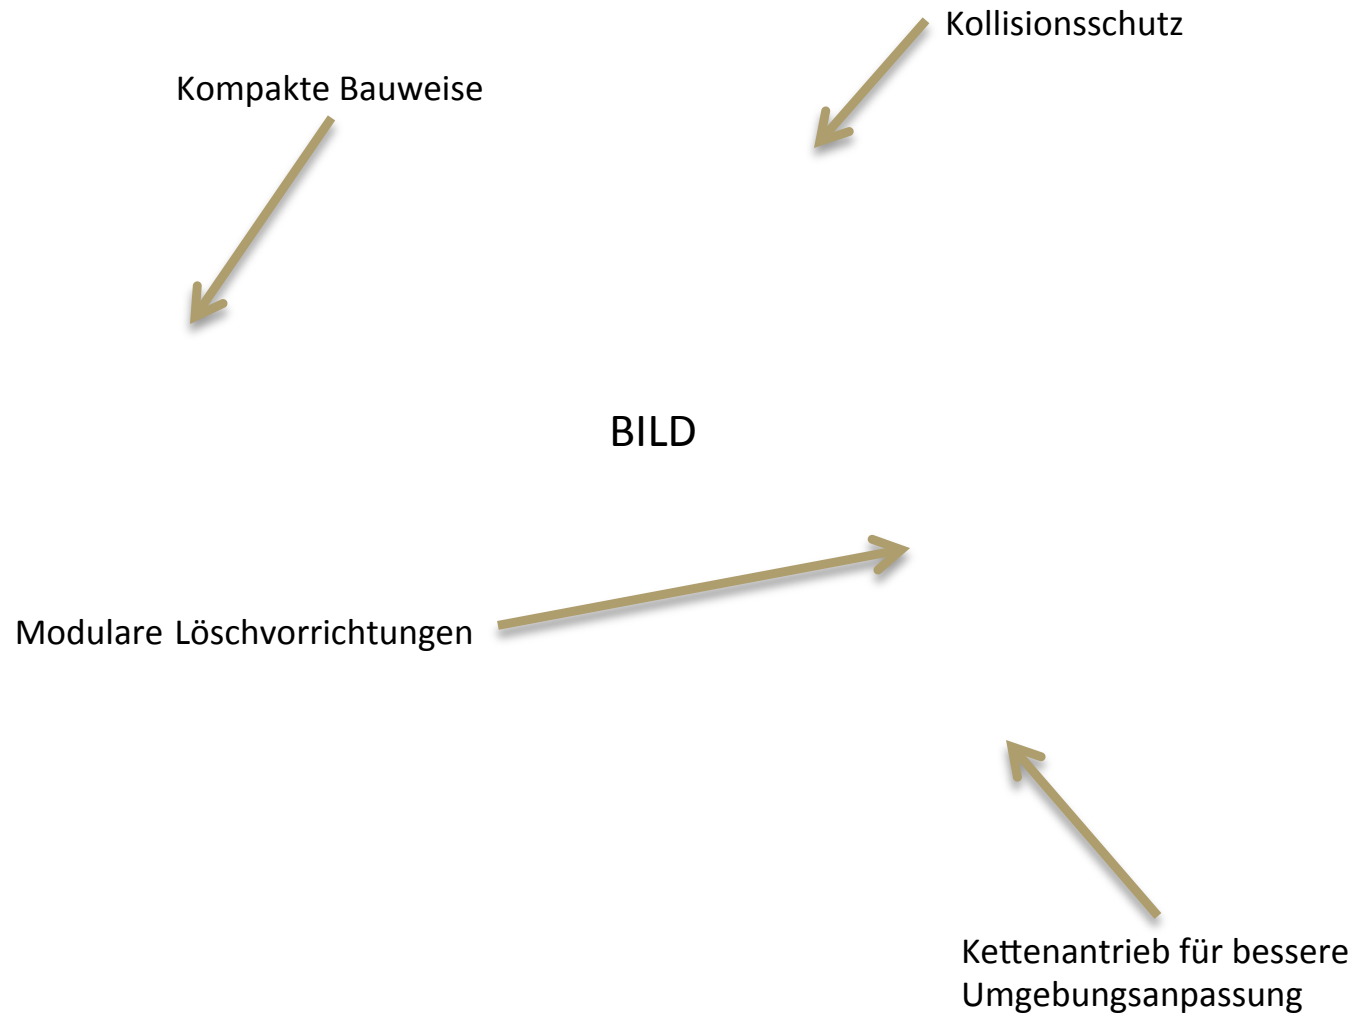 Kollisionsschutz
Kompakte Bauweise
BILD
Modulare Löschvorrichtungen
Kettenantrieb für bessere
Umgebungsanpassung